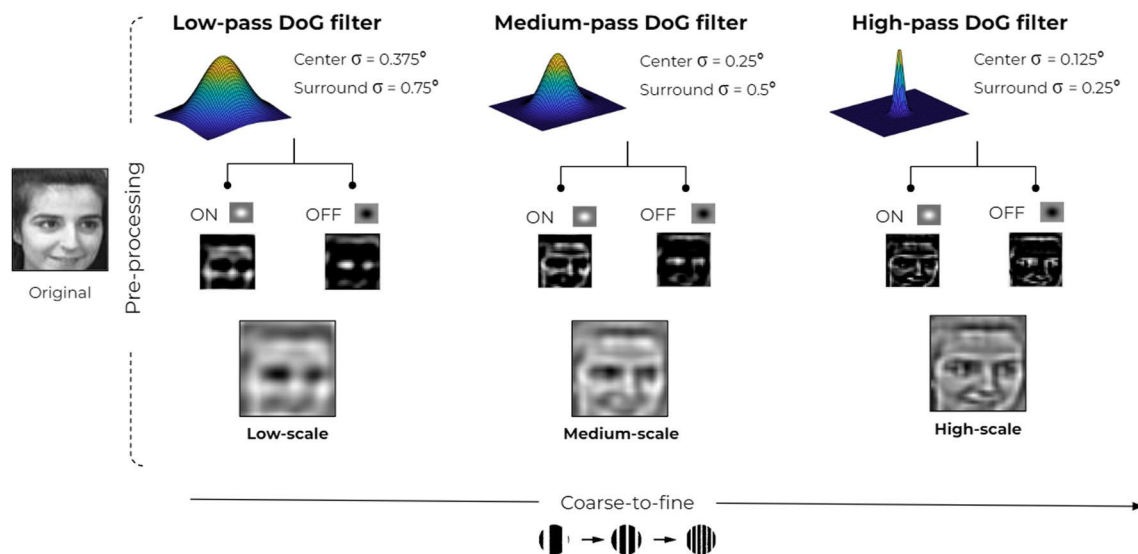 Low-pass DoG filter
Center σ = 0.375°
Surround σ = 0.75°
Medium-pass DoG filter
Center σ = 0.25°
Surround σ = 0.5°
High-pass DoG filter
Center σ = 0.125°
Surround σ = 0.25°
Original
Pre-processing
ON
OFF
ON
OFF
ON
OFF
Low-scale
Medium-scale
High-scale
Coarse-to-fine